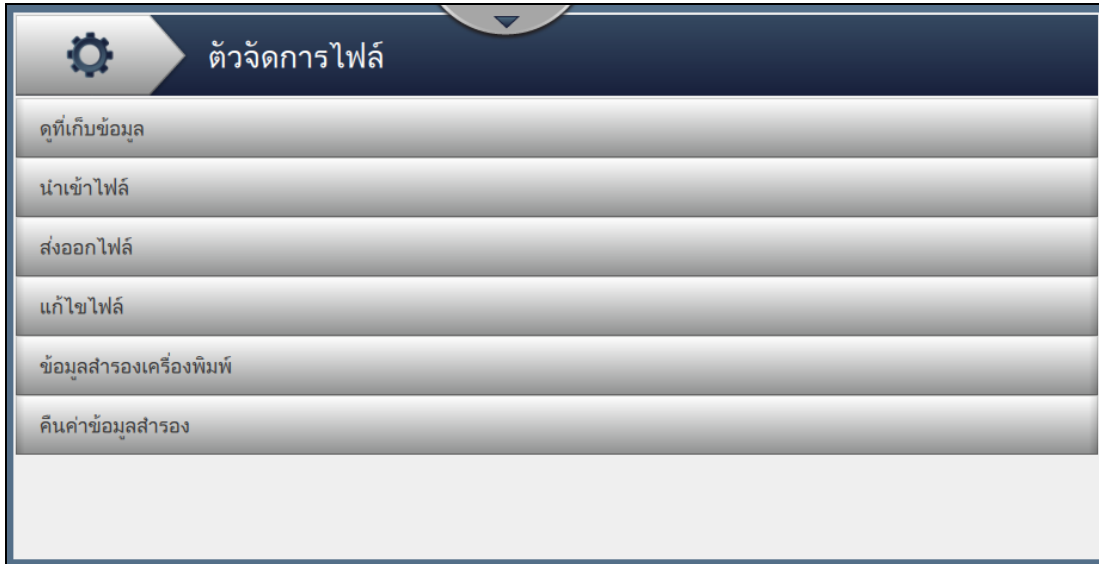 ตัวจัดการไฟล์
ดูที่เก็บข้อมูล
นำเข้าไฟล์
ส่งออกไฟล์
แก้ไขไฟล์
ข้อมูลสำรองเครื่องพิมพ์
คืนค่าข้อมูลสำรอง